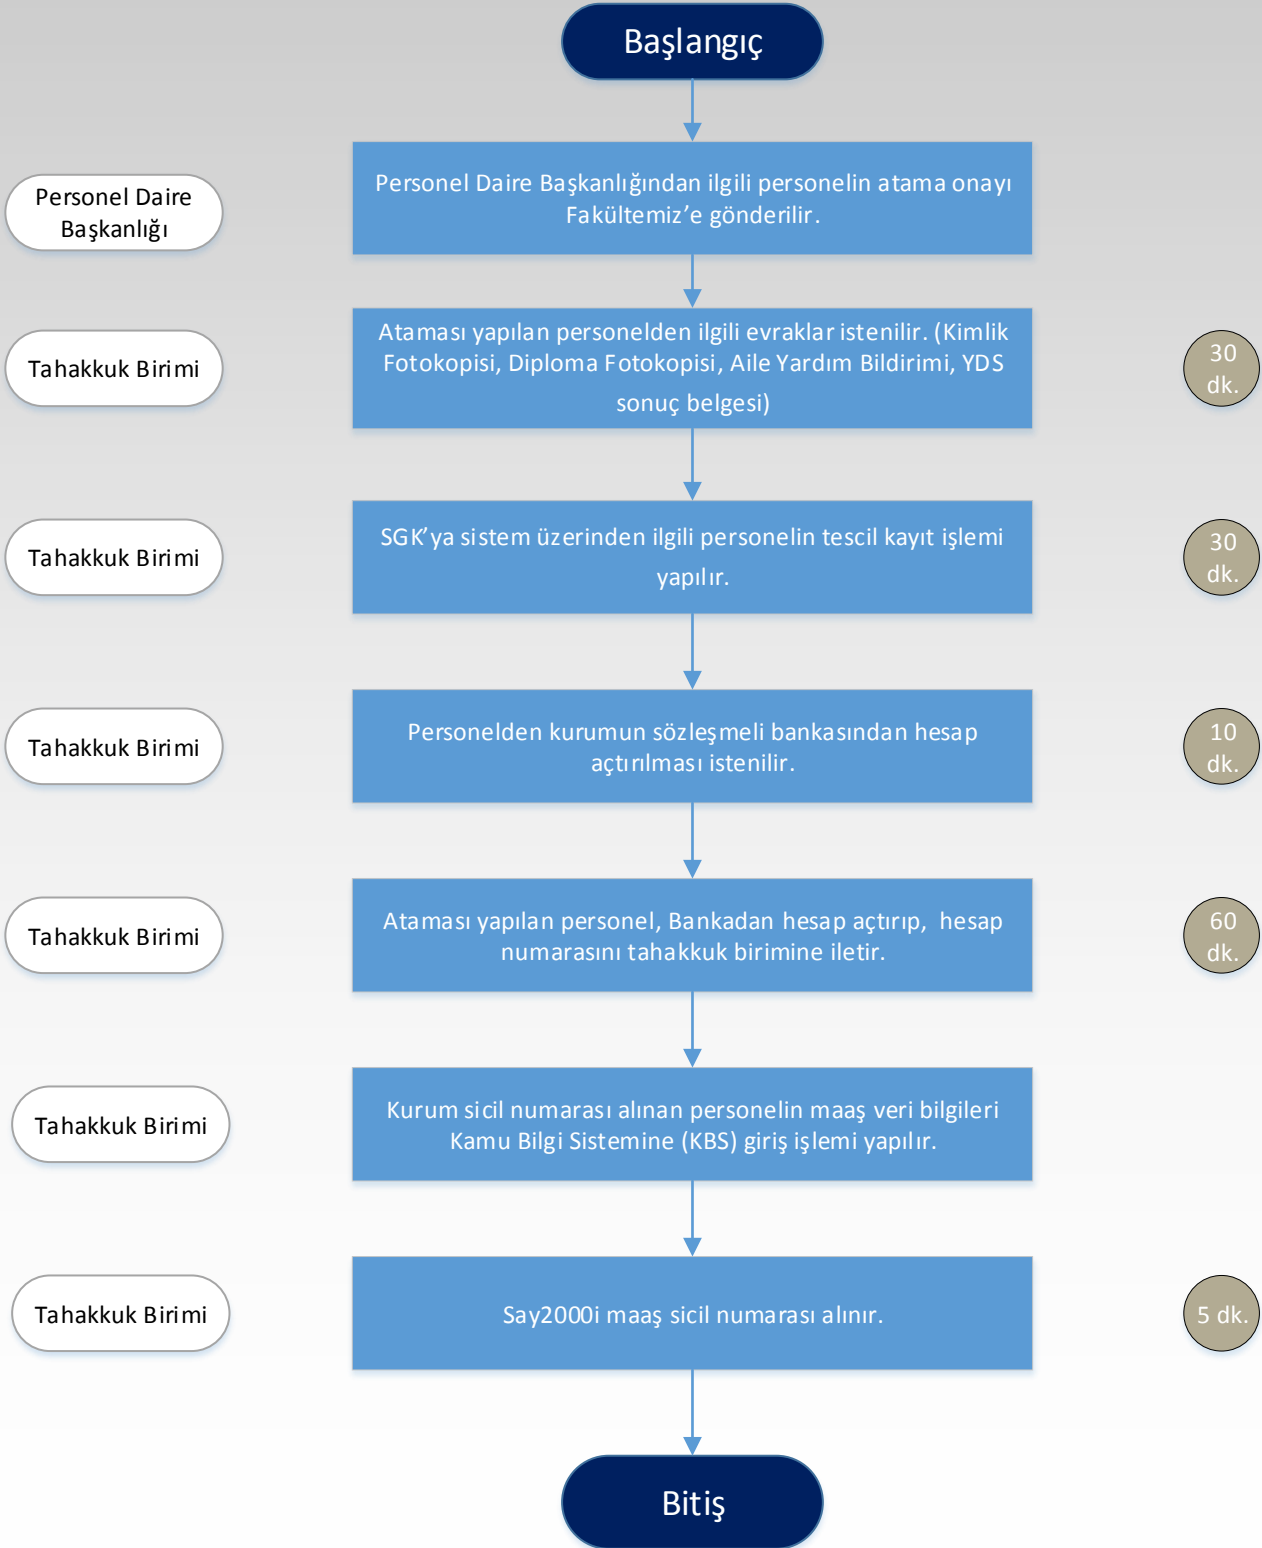 Başlangıç
Personel Daire
Başkanlığı
Personel Daire Başkanlığından ilgili personelin atama onayı
Fakültemiz’e gönderilir.
Tahakkuk Birimi
Ataması yapılan personelden ilgili evraklar istenilir. (Kimlik
Fotokopisi, Diploma Fotokopisi, Aile Yardım Bildirimi, YDS
sonuç belgesi)
30
dk.
Tahakkuk Birimi
SGK’ya sistem üzerinden ilgili personelin tescil kayıt işlemi
yapılır.
30
dk.
Tahakkuk Birimi
Personelden kurumun sözleşmeli bankasından hesap
açtırılması istenilir.
10
dk.
Tahakkuk Birimi
Ataması yapılan personel, Bankadan hesap açtırıp, hesap
numarasını tahakkuk birimine iletir.
60
dk.
Tahakkuk Birimi
Kurum sicil numarası alınan personelin maaş veri bilgileri
Kamu Bilgi Sistemine (KBS) giriş işlemi yapılır.
Tahakkuk Birimi
Say2000i maaş sicil numarası alınır.
5 dk.
Bitiş